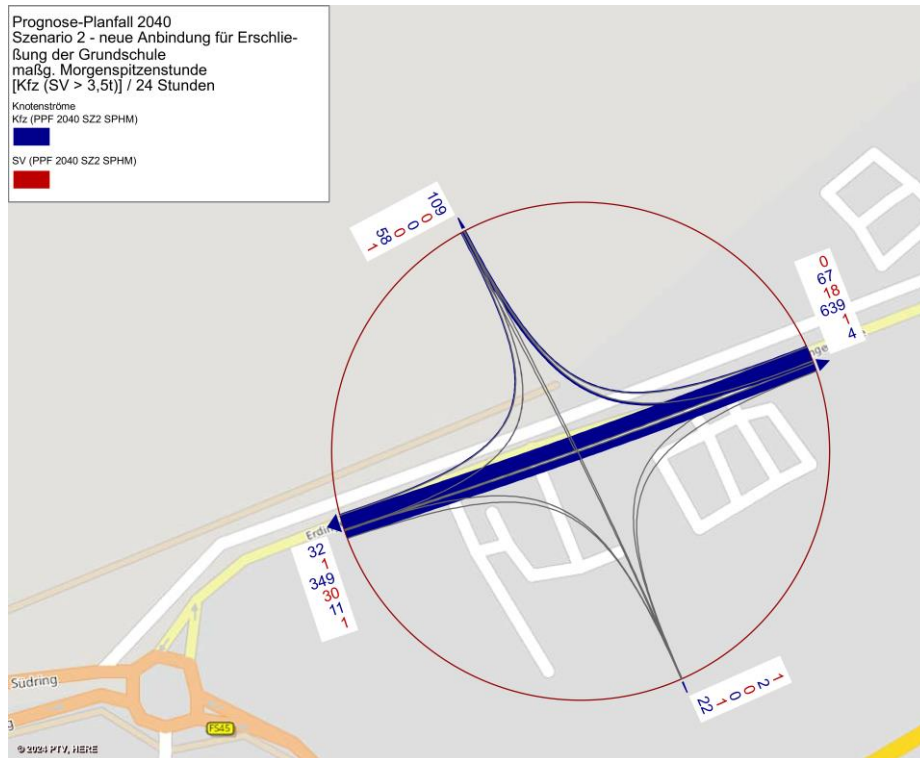 Prognose-Planfall 2040
Szenario 2 - neue Anbindung für Erschlie-
ßung der Grundschule
maßg. Morgenspitzenstunde
[Kfz (SV > 3,5t)] / 24 Stunden
Knotenströme
Kfz (PPF 2040 SZ2 SPHM)
SV (PPF 2040 SZ2 SPHM)
109
0
0
0
58
1
0
67
18
639
1
4
Erdin
32
1
349
30
11
1
22
1
0
0
2
1
Südring
FS45
© 2024 PTV, HERE